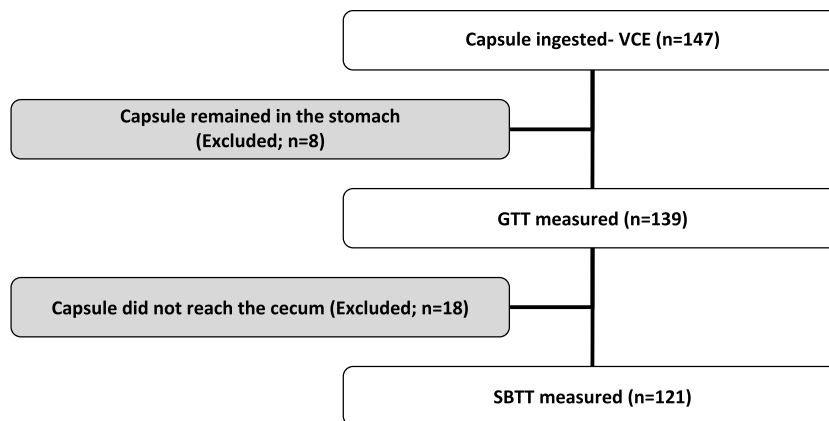 Capsule ingested- VCE (n=147)
Capsule remained in the stomach
(Excluded; n=8)
GTT measured (n=139)
Capsule did not reach the cecum (Excluded; n=18)
SBTT measured (n=121)